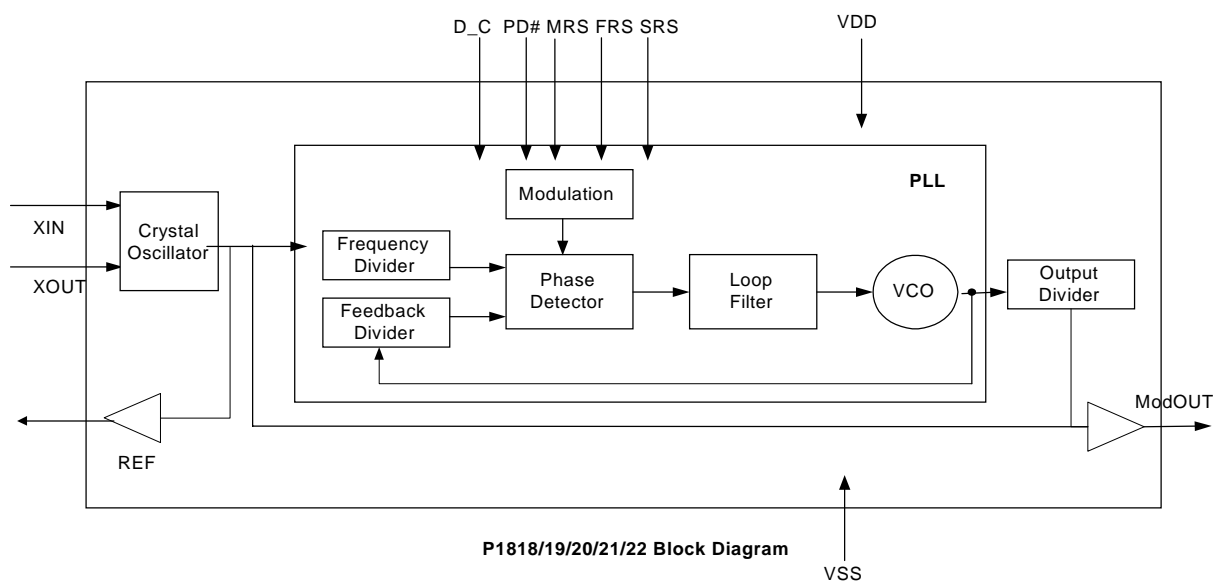 D_C PD# MRS FRS SRS
VDD
PLL
Modulation
XIN
Crystal
Oscillator
Frequency
Divider
Phase
Detector
Loop
Filter
VCO
Output
Divider
XOUT
Feedback
Divider
ModOUT
REF
P1818/19/20/21/22 Block Diagram
VSS